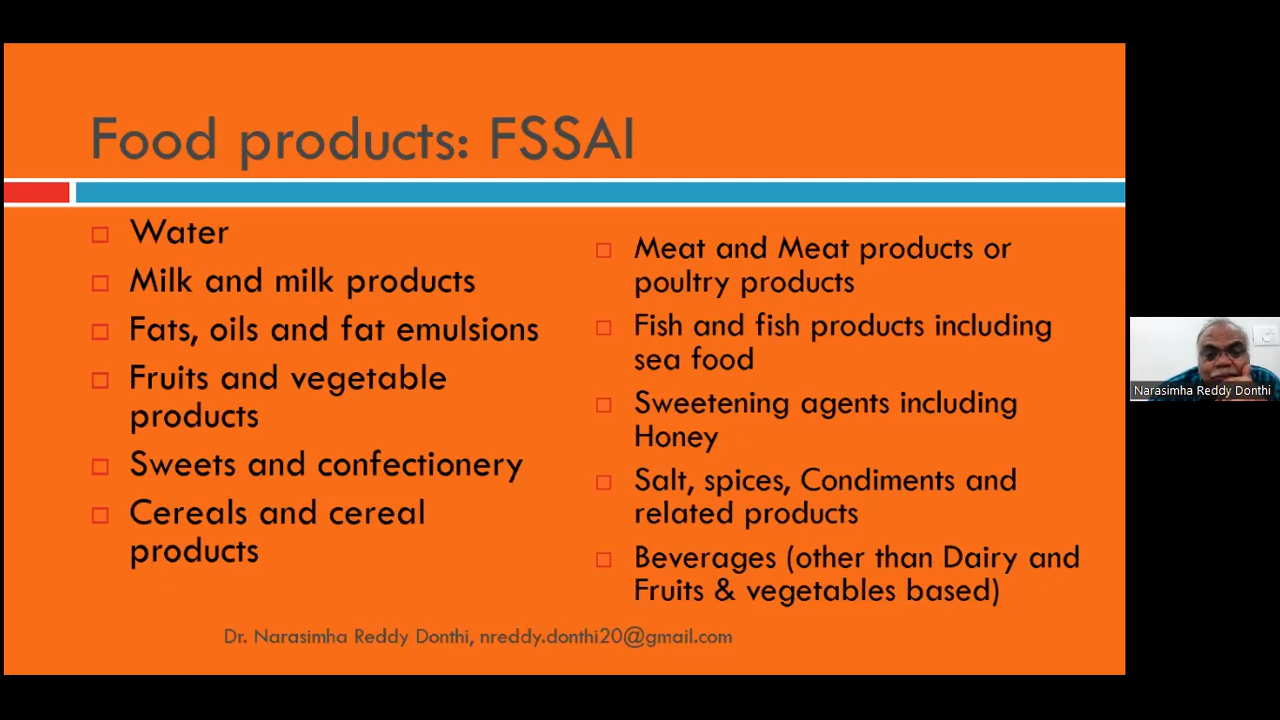 Food products: FSSAI
Water
Milk and milk products
Fats, oils and fat emulsions
Fruits and vegetable
products
Sweets and confectionery
Cereals and cereal
products
Meat and Meat products or
poultry products
Fish and fish products including
sea food
Sweetening agents including
Honey
Salt, spices, Condiments and
related products
Beverages (other than Dairy and
Fruits & vegetables based)
Dr. Narasimha Reddy Donthi, nreddy.donthi20@gmail.com
Narasimha Reddy Donthi